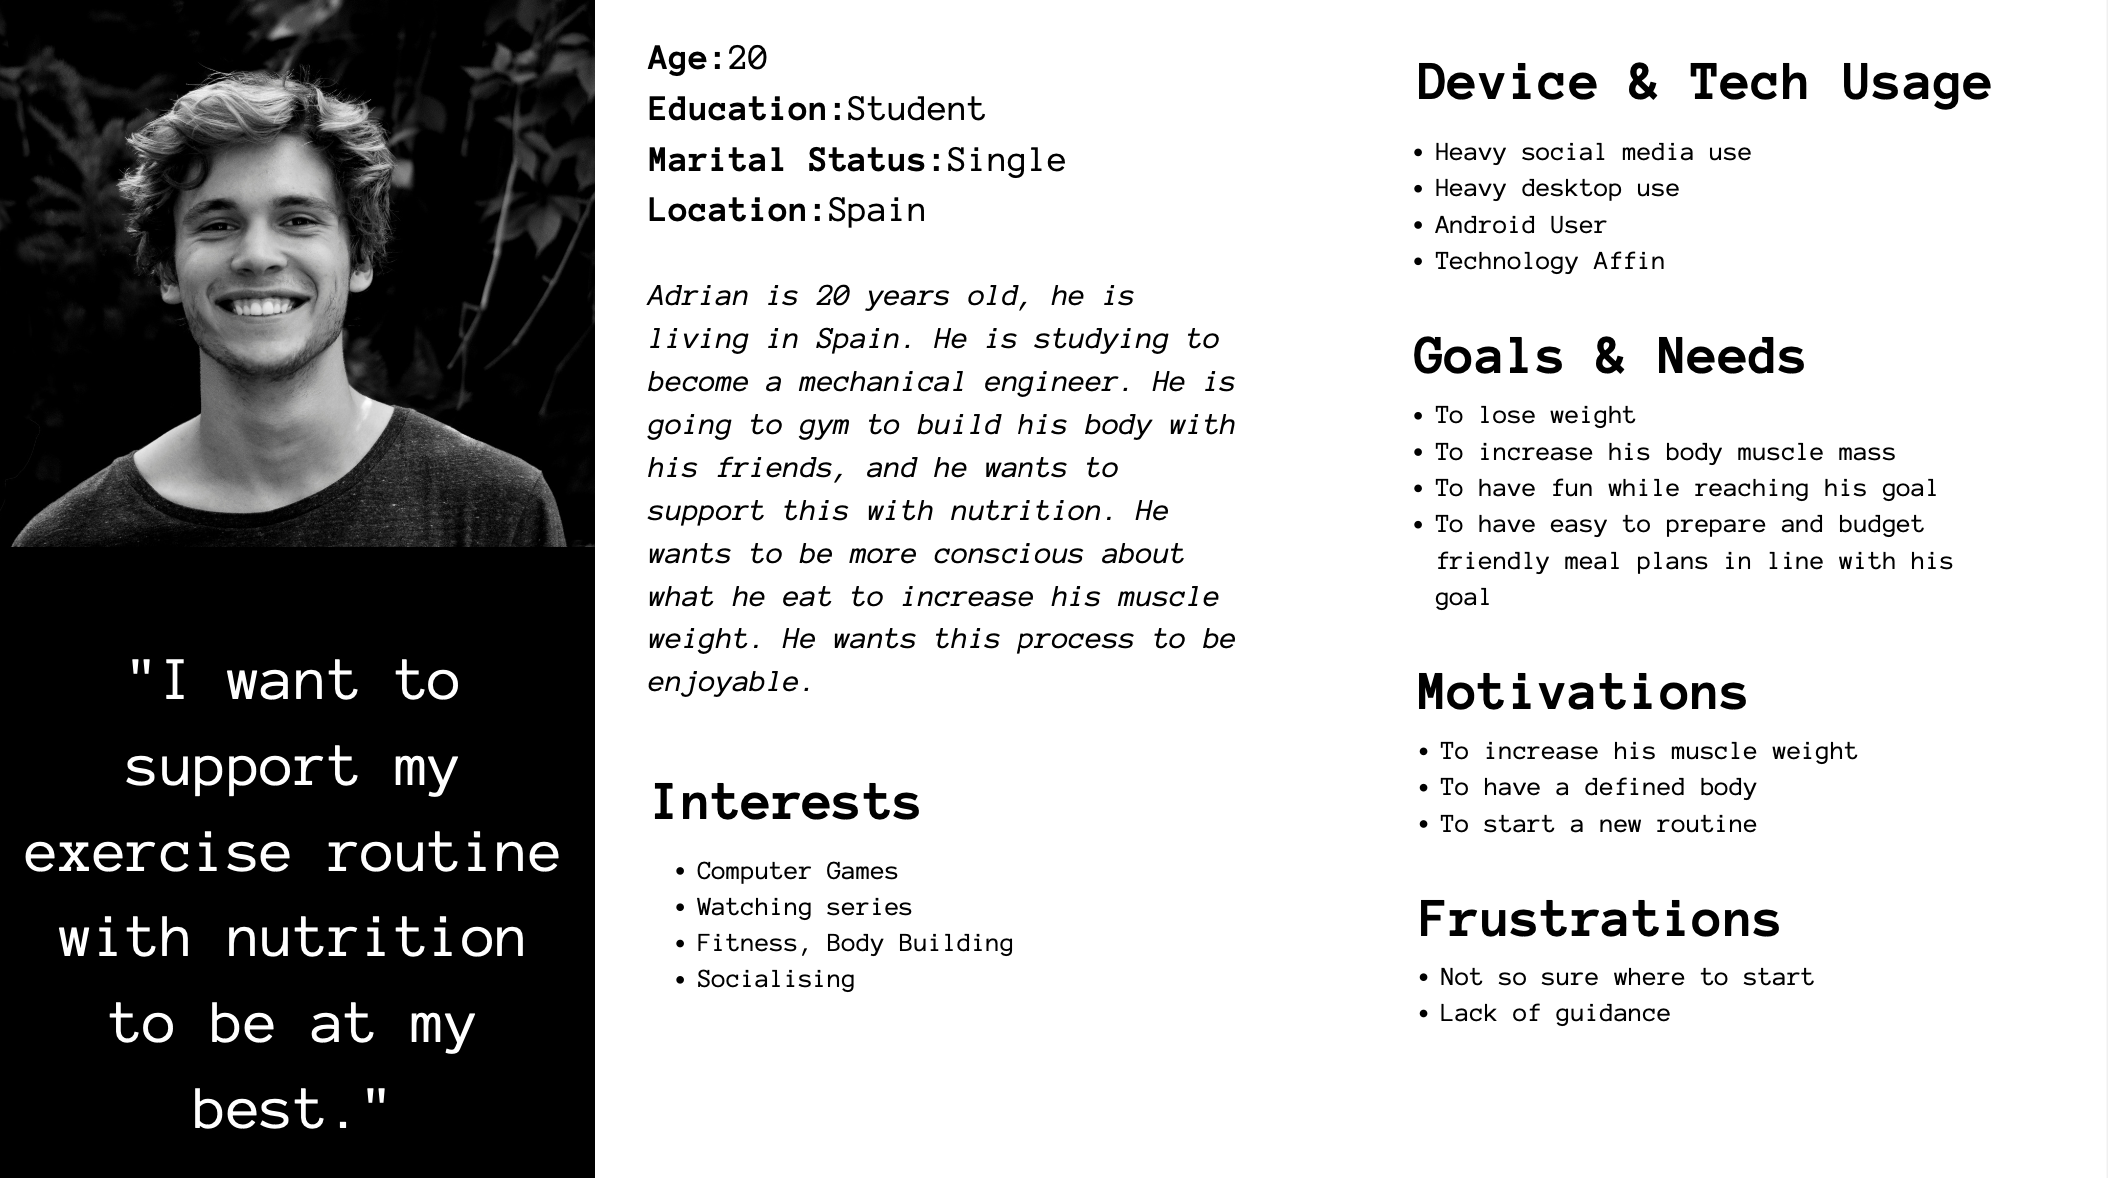 "I want to
support my
exercise routine
with nutrition
to be at my
best."
Age:20
Education:Student
Marital Status:Single
Location:Spain
Adrian is 20 years old, he is
living in Spain. He is studying to
become a mechanical engineer. He is
going to gym to build his body with
his friends, and he wants to
support this with nutrition. He
wants to be more conscious about
what he eat to increase his muscle
weight. He wants this process to be
enjoyable.
Interests
• Computer Games
• Watching series
• Fitness, Body Building
• Socialising
Device & Tech Usage
• Heavy social media use
• Heavy desktop use
• Android User
• Technology Affin
Goals & Needs
• To lose weight
• To increase his body muscle mass
• To have fun while reaching his goal
• To have easy to prepare and budget
friendly meal plans in line with his
goal
Motivations
• To increase his muscle weight
• To have a defined body
• To start a new routine
Frustrations
• Not so sure where to start
• Lack of guidance